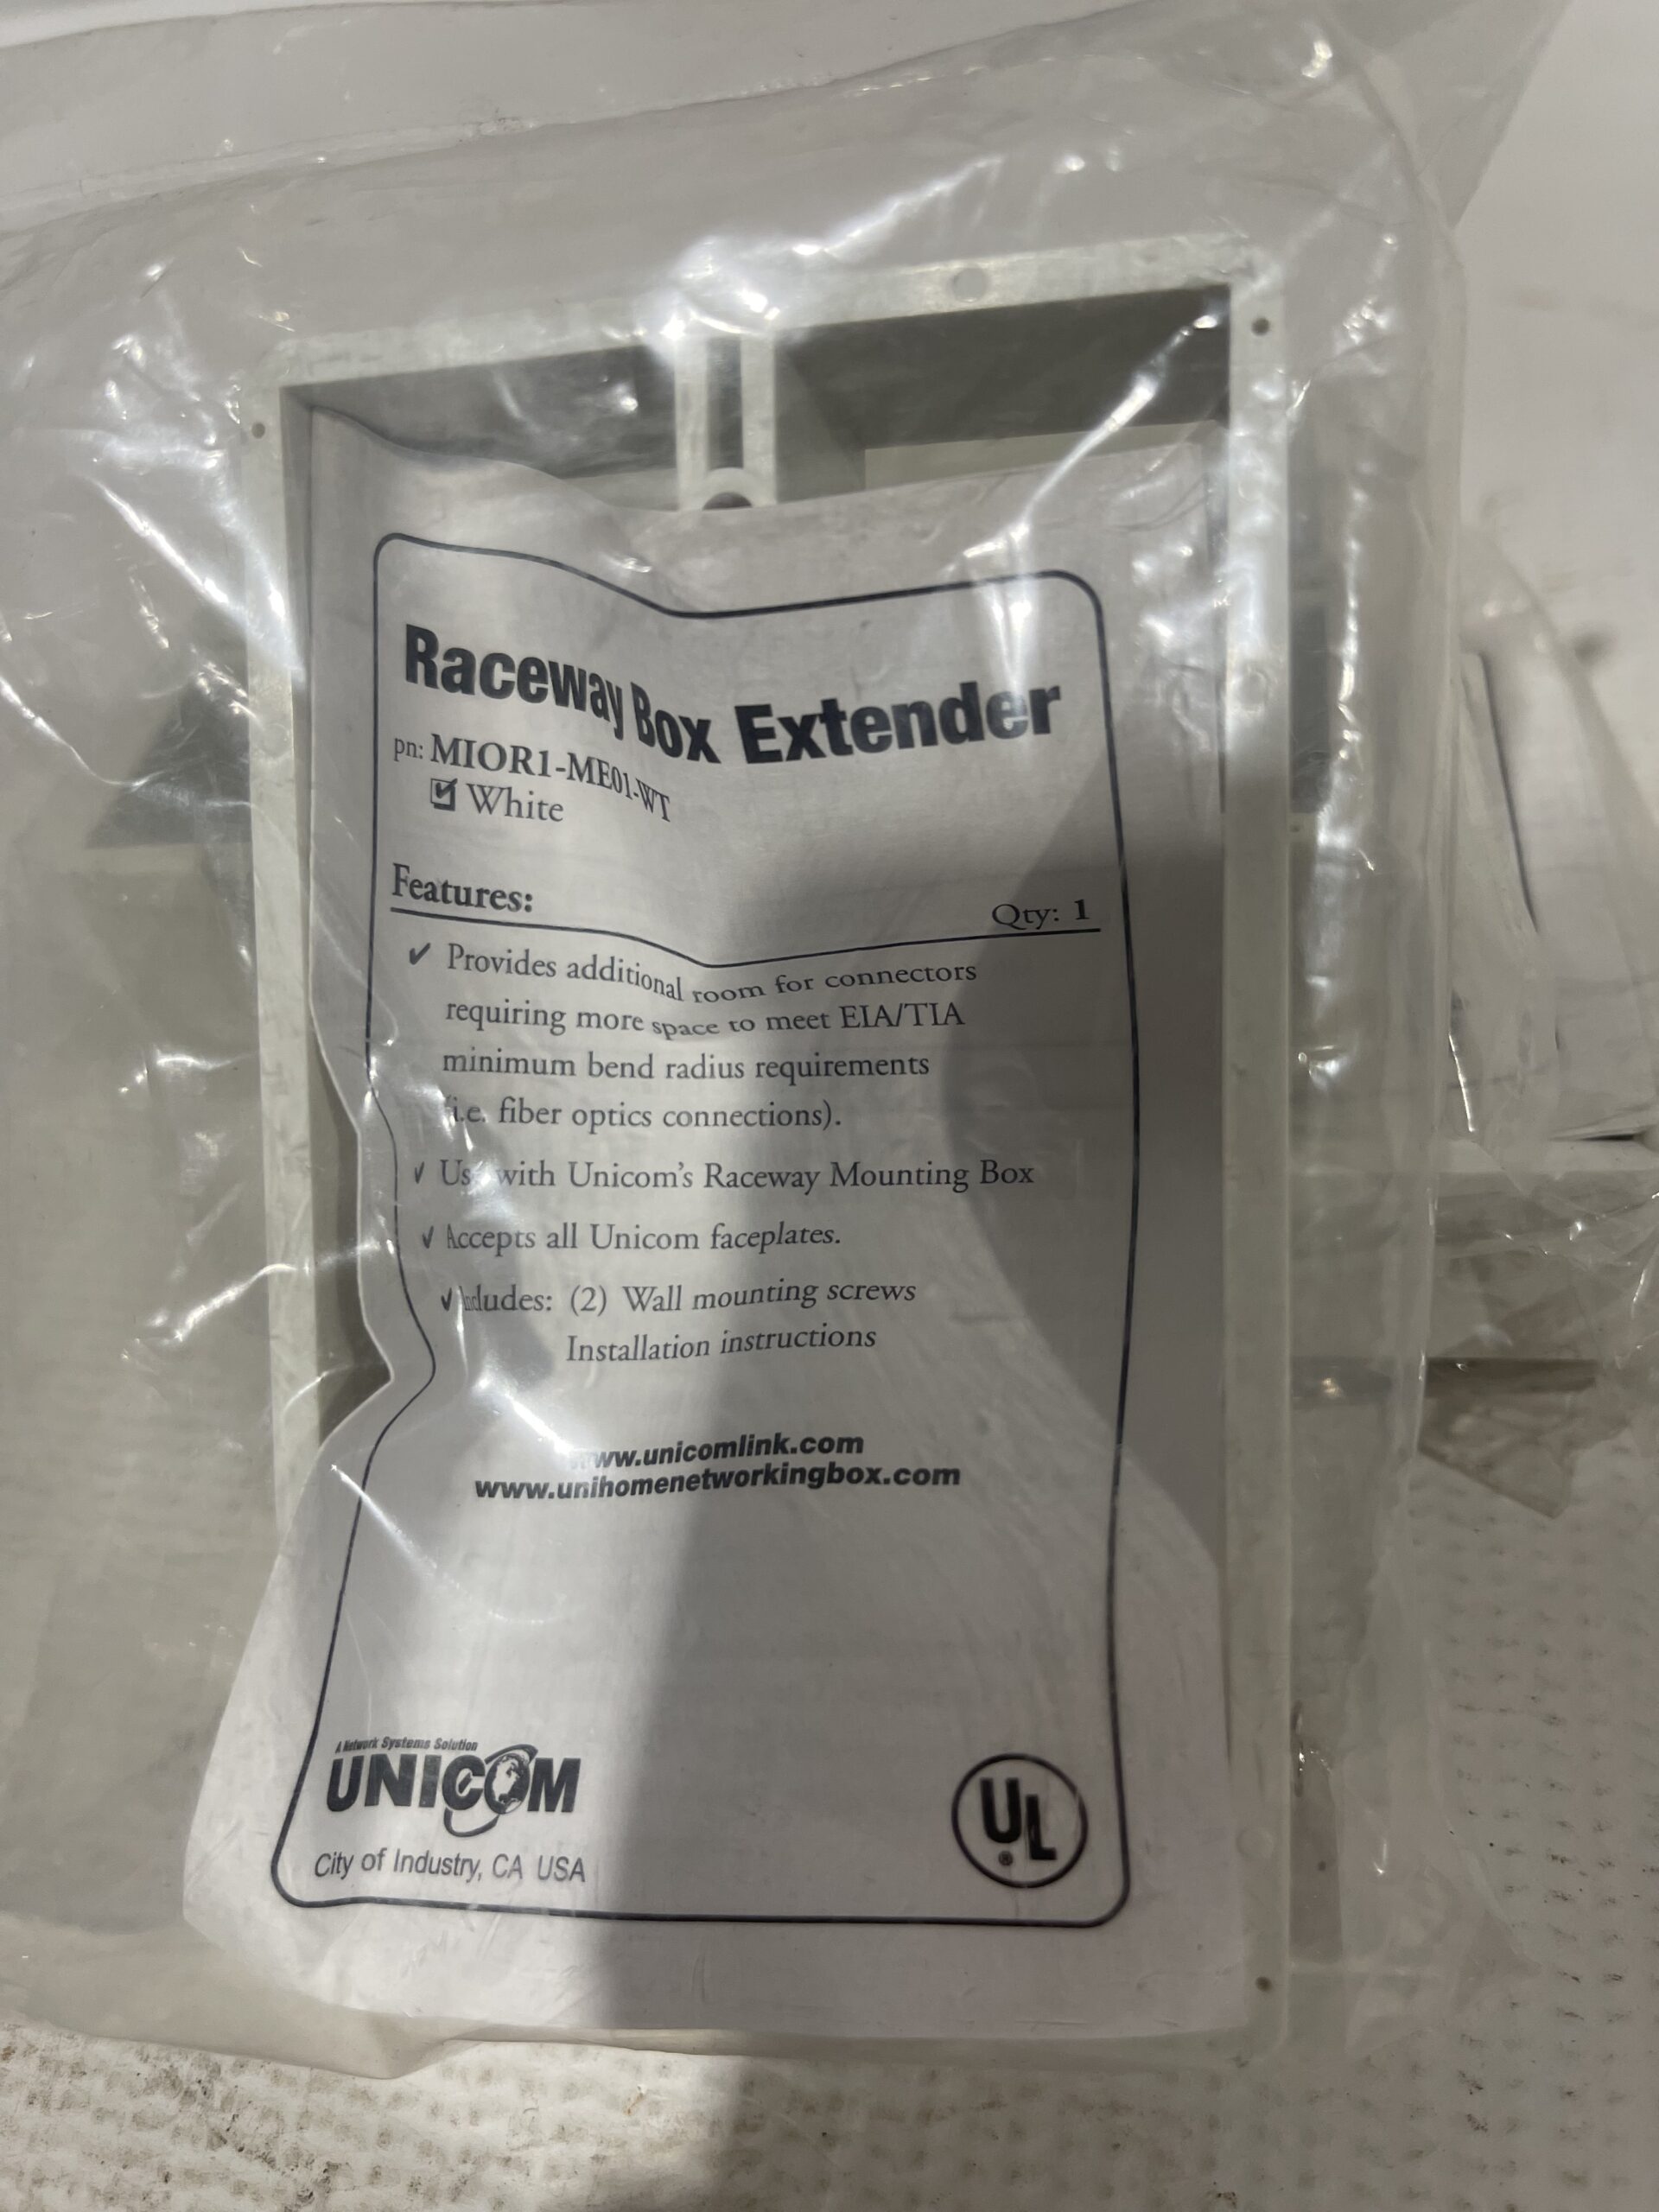 Raceway Box Extender
pn: MIOR1-ME01-WT
☑ White
Features:
Qty: 1
✓ Provides additional room for connectors
requiring more space to meet EIA/TIA
minimum bend radius requirements
(i.e. fiber optics connections).
✓ Use with Unicom's Raceway Mounting Box
✓ Accepts all Unicom faceplates.
✓ Includes: (2) Wall mounting screws
Installation instructions
www.unicomlink.com
www.unihomenetworkingbox.com
A Network Systems Solution
UNICOM
City of Industry, CA USA
UL
®